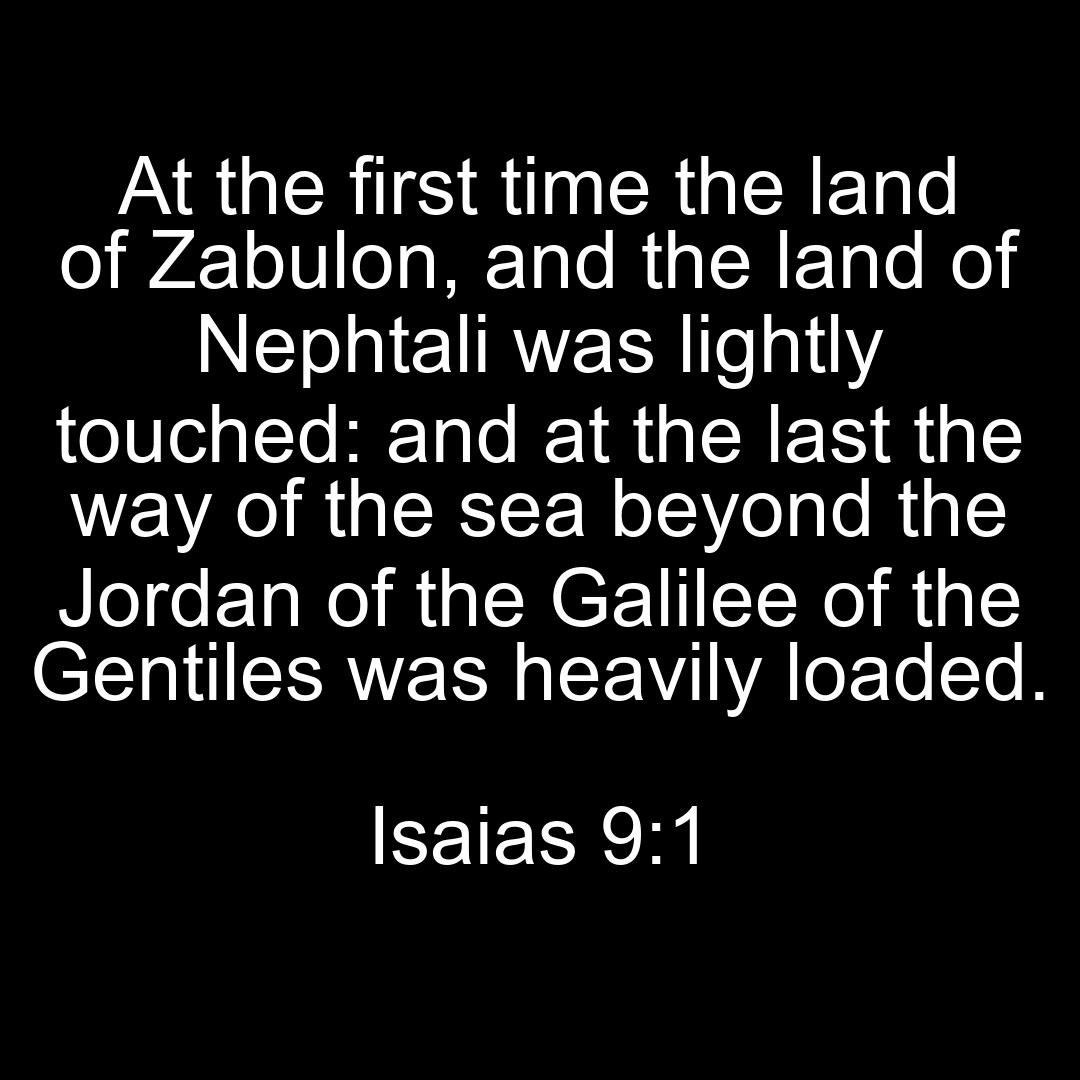 At the first time the land
of Zabulon, and the land of
Nephtali was lightly
touched: and at the last the
way of the sea beyond the
Jordan of the Galilee of the
Gentiles was heavily loaded.
Isaias 9:1